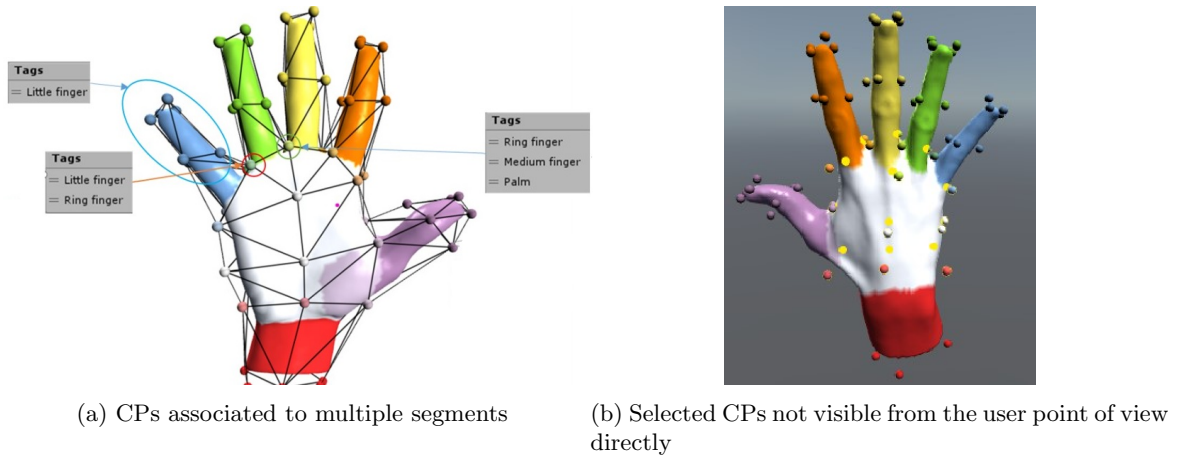 Tags
= Little finger
Tags
= Little finger
= Ring finger
Tags
= Ring finger
= Medium finger
= Palm
(a) CPs associated to multiple segments
(b) Selected CPs not visible from the user point of view
directly